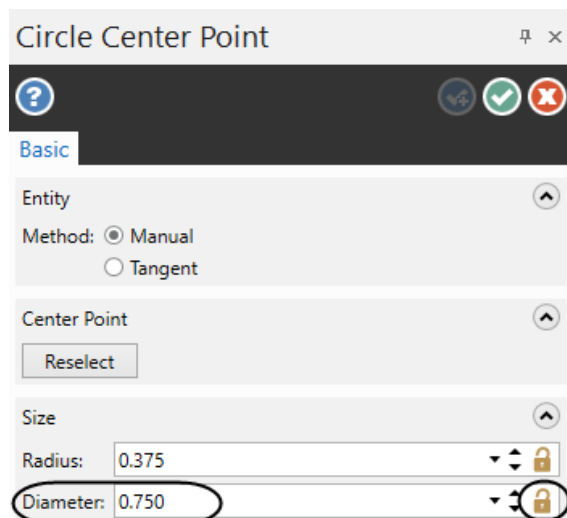 Circle Center Point
Basic
Entity
Method: Manual
Tangent
Center Point
Reselect
Size
Radius: 0.375
Diameter: 0.750